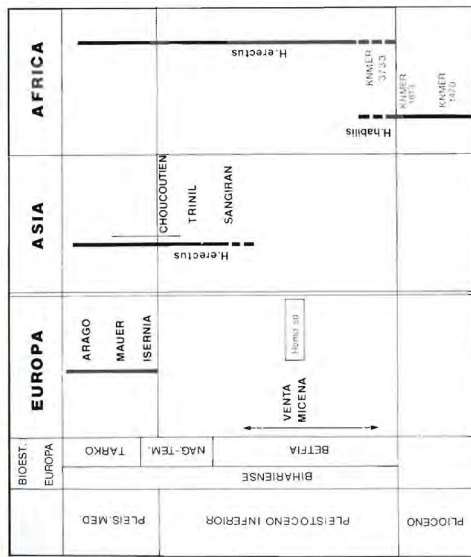 BIOEST.
EUROPA
EUROPA
ASIA
AFRICA
PLEIS.MED.
PLEISTOCENO INFERIOR
PLIOCENO
BIHARIENSE
TARKO
NAG-TEM.
BETFIA
ARAGO
MAUER
ISERNIA
VENTA
MICENA
Homo sp
H.erectus
CHOUCOUTIEN
TRINIL
SANGIRAN
H.erectus
H.habilis
KNMER
3733
KNMER
KNMER
1470